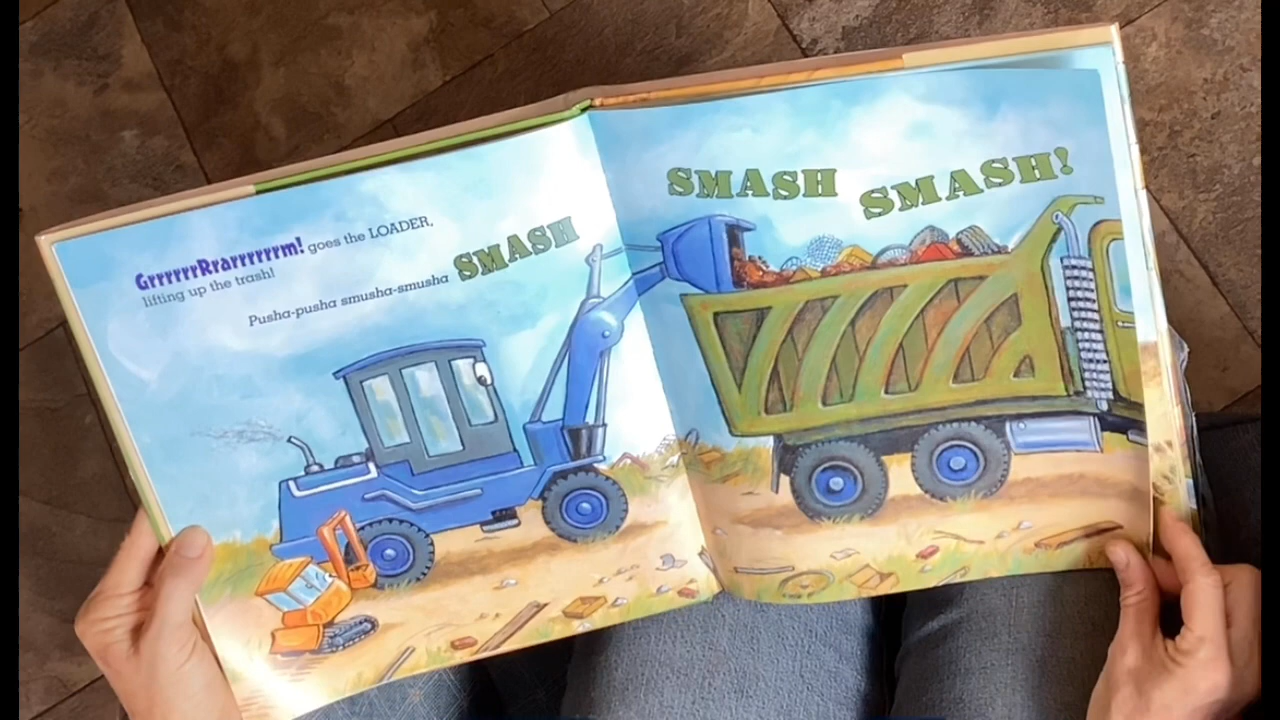 GrrrrrrRrarrrrrrm! goes the LOADER,
lifting up the trash!
Pusha-pusha smusha-smusha SMASH
SMASH SMASH!